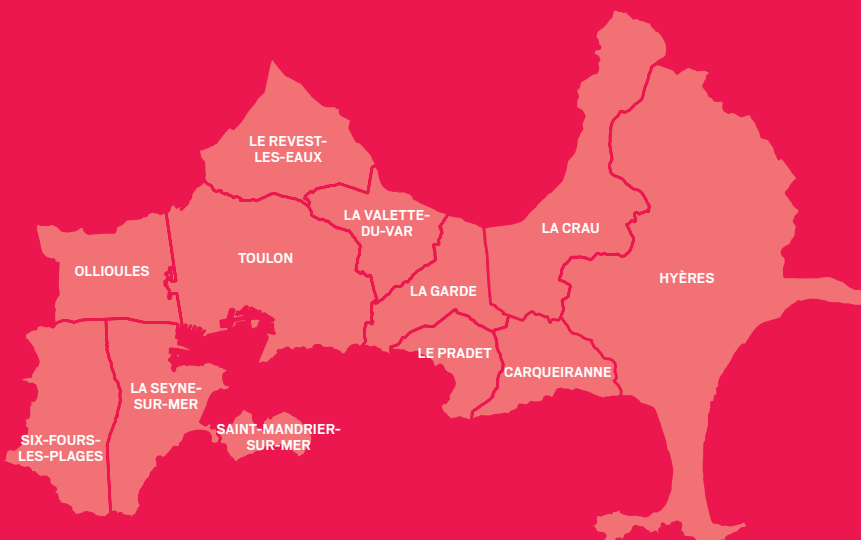 LE REVEST-
LES-EAUX
LA VALETTE-
DU-VAR
LA CRAU
OLLIOULES
TOULON
HYÈRES
LA GARDE
LE PRADET
CARQUEIRANNE
LA SEYNE-
SUR-MER
SAINT-MANDRIER-
SUR-MER
SIX-FOURS-
LES-PLAGES